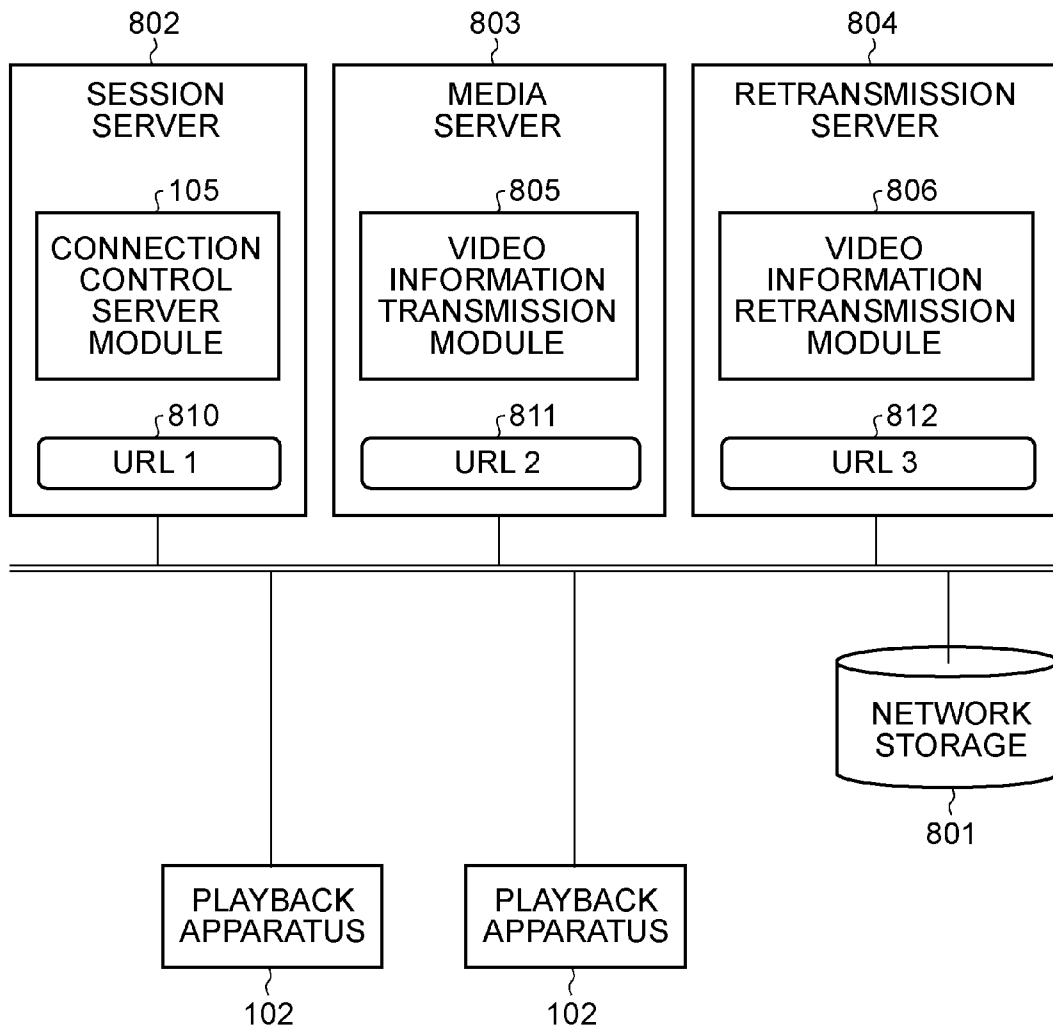 802
803
804
SESSION
SERVER
MEDIA
SERVER
RETRANSMISSION
SERVER
105
805
806
CONNECTION
CONTROL
SERVER
MODULE
VIDEO
INFORMATION
TRANSMISSION
MODULE
VIDEO
INFORMATION
RETRANSMISSION
MODULE
810
811
812
URL 1
URL 2
URL 3
NETWORK
STORAGE
801
PLAYBACK
APPARATUS
PLAYBACK
APPARATUS
102
102